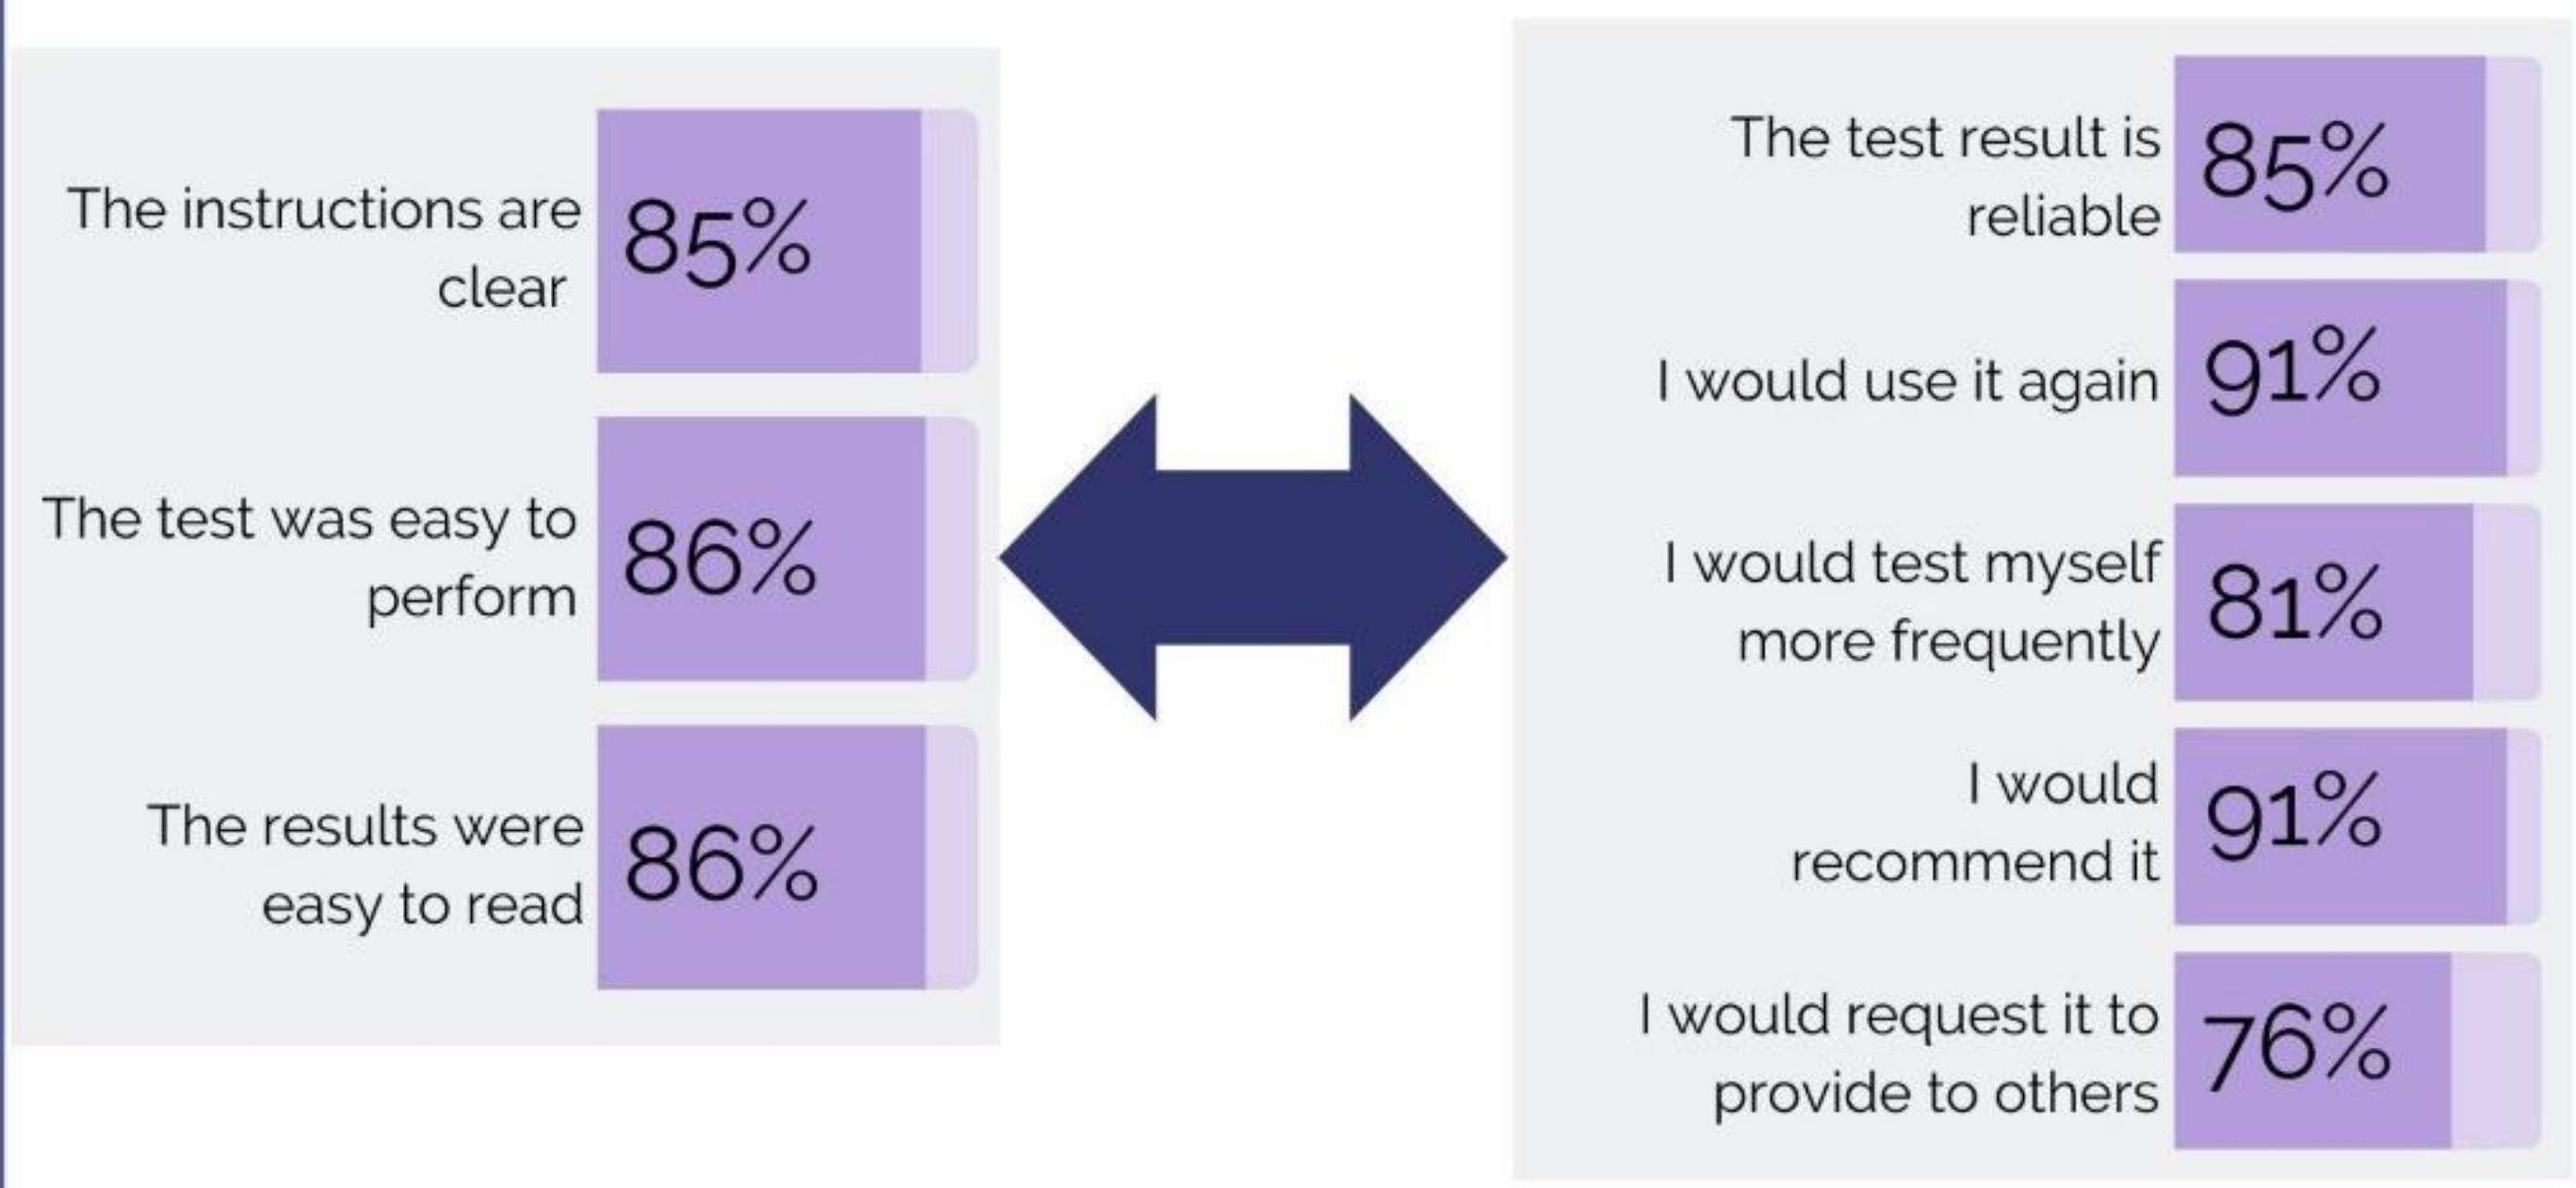 The instructions are
clear
85%
The test was easy to
perform
86%
The results were
easy to read
86%
The test result is
reliable
85%
I would use it again
91%
I would test myself
more frequently
81%
I would
recommend it
91%
I would request it to
provide to others
76%